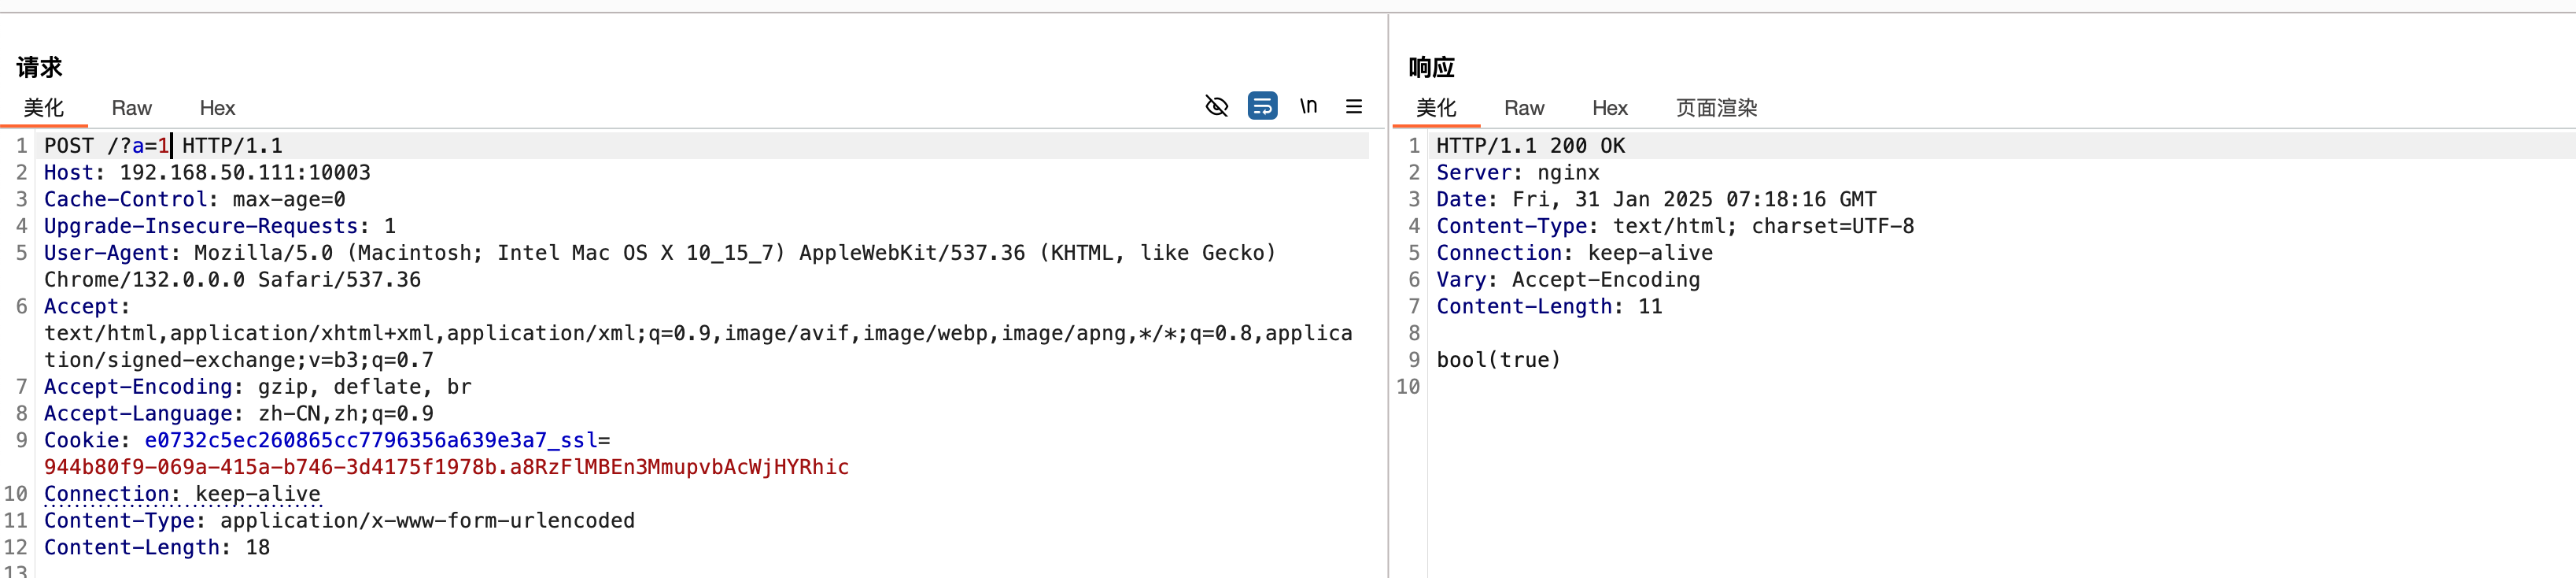 请求
美化 Raw Hex \n
1 POST /?a=1 HTTP/1.1
2 Host: 192.168.50.111:10003
3 Cache-Control: max-age=0
4 Upgrade-Insecure-Requests: 1
5 User-Agent: Mozilla/5.0 (Macintosh; Intel Mac OS X 10_15_7) AppleWebKit/537.36 (KHTML, like Gecko)
Chrome/132.0.0.0 Safari/537.36
6 Accept:
text/html,application/xhtml+xml,application/xml;q=0.9,image/avif,image/webp,image/apng,*/*;q=0.8,applica
tion/signed-exchange;v=b3;q=0.7
7 Accept-Encoding: gzip, deflate, br
8 Accept-Language: zh-CN,zh;q=0.9
9 Cookie: e0732c5ec260865cc7796356a639e3a7_ssl=
944b80f9-069a-415a-b746-3d4175f1978b.a8RzFlMBEn3MmupvbAcWjHYRhic
10 Connection: keep-alive
11 Content-Type: application/x-www-form-urlencoded
12 Content-Length: 18
13
响应
美化 Raw Hex 页面渲染
1 HTTP/1.1 200 OK
2 Server: nginx
3 Date: Fri, 31 Jan 2025 07:18:16 GMT
4 Content-Type: text/html; charset=UTF-8
5 Connection: keep-alive
6 Vary: Accept-Encoding
7 Content-Length: 11
8
9 bool(true)
10